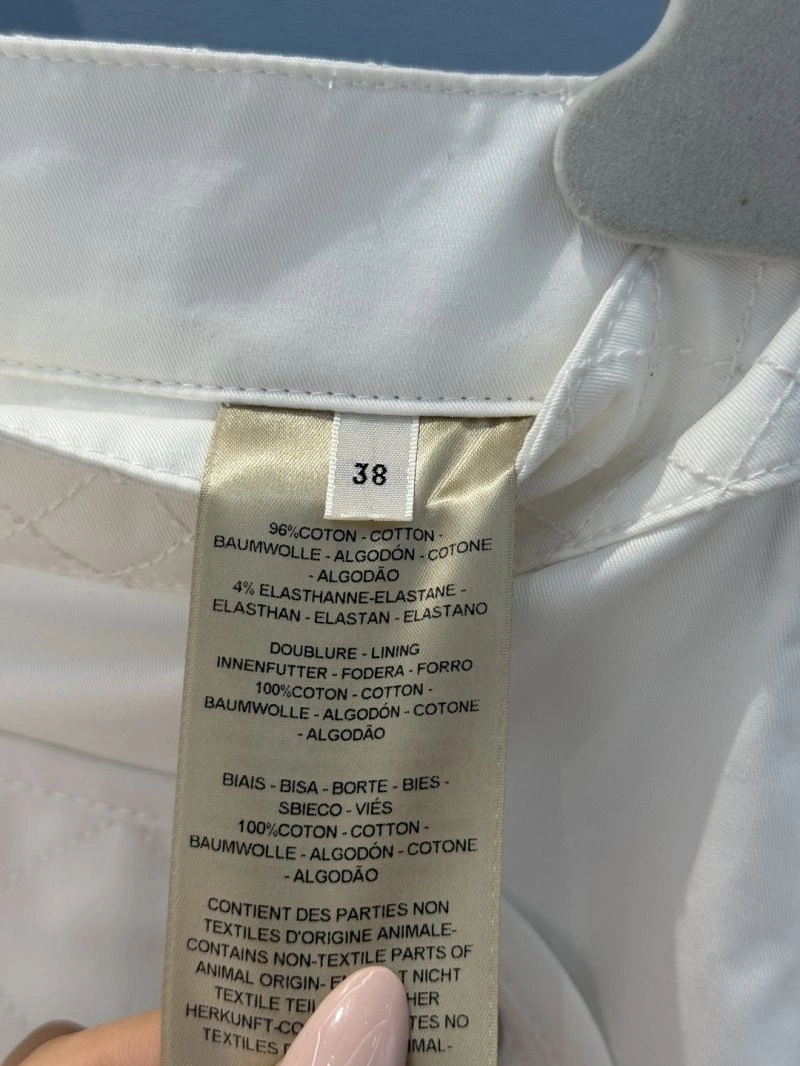 38
96%COTON - COTTON -
BAUMWOLLE - ALGODÓN - COTONE
- ALGODÃO
4% ELASTHANNE-ELASTANE -
ELASTHAN - ELASTAN - ELASTANO
DOUBLURE - LINING
INNENFUTTER - FODERA - FORRO
100%COTON - COTTON -
BAUMWOLLE - ALGODÓN - COTONE
- ALGODÃO
BIAIS - BISA - BORTE - BIES -
SBIECO - VIÉS
100%COTON - COTTON -
BAUMWOLLE - ALGODÓN - COTONE
- ALGODÃO
CONTIENT DES PARTIES NON
TEXTILES D'ORIGINE ANIMALE-
CONTAINS NON-TEXTILE PARTS OF
ANIMAL ORIGIN- NICHT
TEXTILE
HERKUNFT- NO
TEXTILES